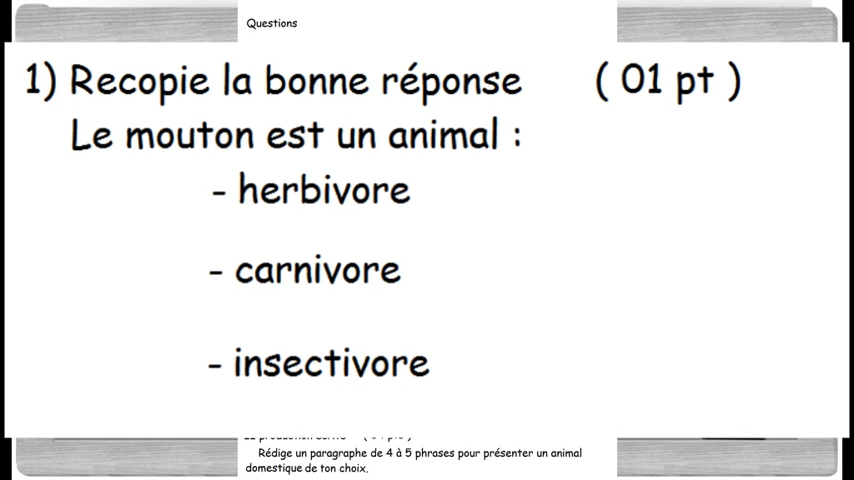 Questions
1) Recopie la bonne réponse ( 01 pt )
Le mouton est un animal :
- herbivore
- carnivore
- insectivore
Rédige un paragraphe de 4 à 5 phrases pour présenter un animal
domestique de ton choix.